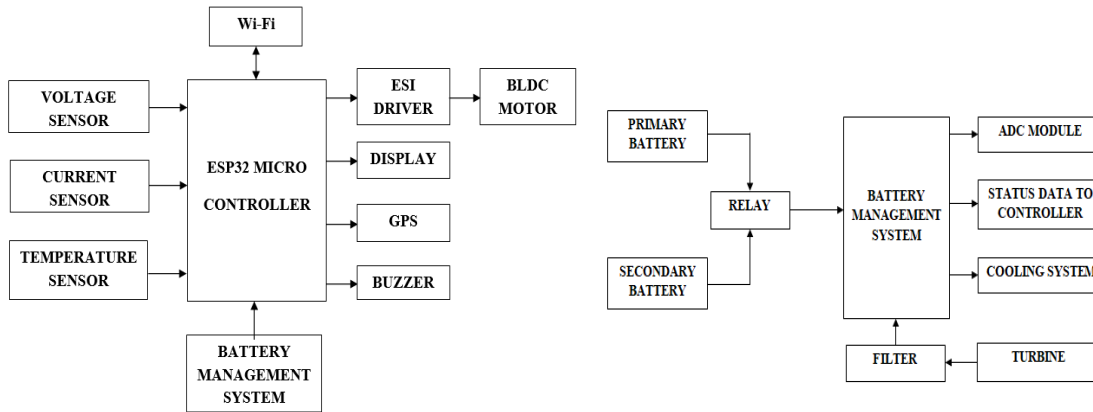 Wi-Fi
VOLTAGE
SENSOR
CURRENT
SENSOR
TEMPERATURE
SENSOR
ESP32 MICRO
CONTROLLER
ESI
DRIVER
BLDC
MOTOR
DISPLAY
GPS
BUZZER
BATTERY
MANAGEMENT
SYSTEM
PRIMARY
BATTERY
SECONDARY
BATTERY
RELAY
BATTERY
MANAGEMENT
SYSTEM
ADC MODULE
STATUS DATA TO
CONTROLLER
COOLING SYSTEM
FILTER
TURBINE